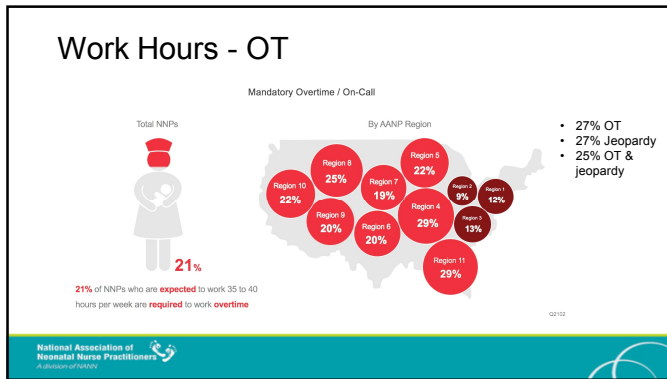 Work Hours - OT
Mandatory Overtime / On-Call
Total NNPs
21%
21% of NNPs who are expected to work 35 to 40
hours per week are required to work overtime
By AANP Region
Region 5
22%
Region 8
25%
Region 7
19%
Region 2
9%
Region 1
12%
Region 10
22%
Region 4
29%
Region 3
13%
Region 9
20%
Region 6
20%
Region 11
29%
• 27% OT
• 27% Jeopardy
• 25% OT &
jeopardy
Q2102
National Association of
Neonatal Nurse Practitioners
A division of NANN